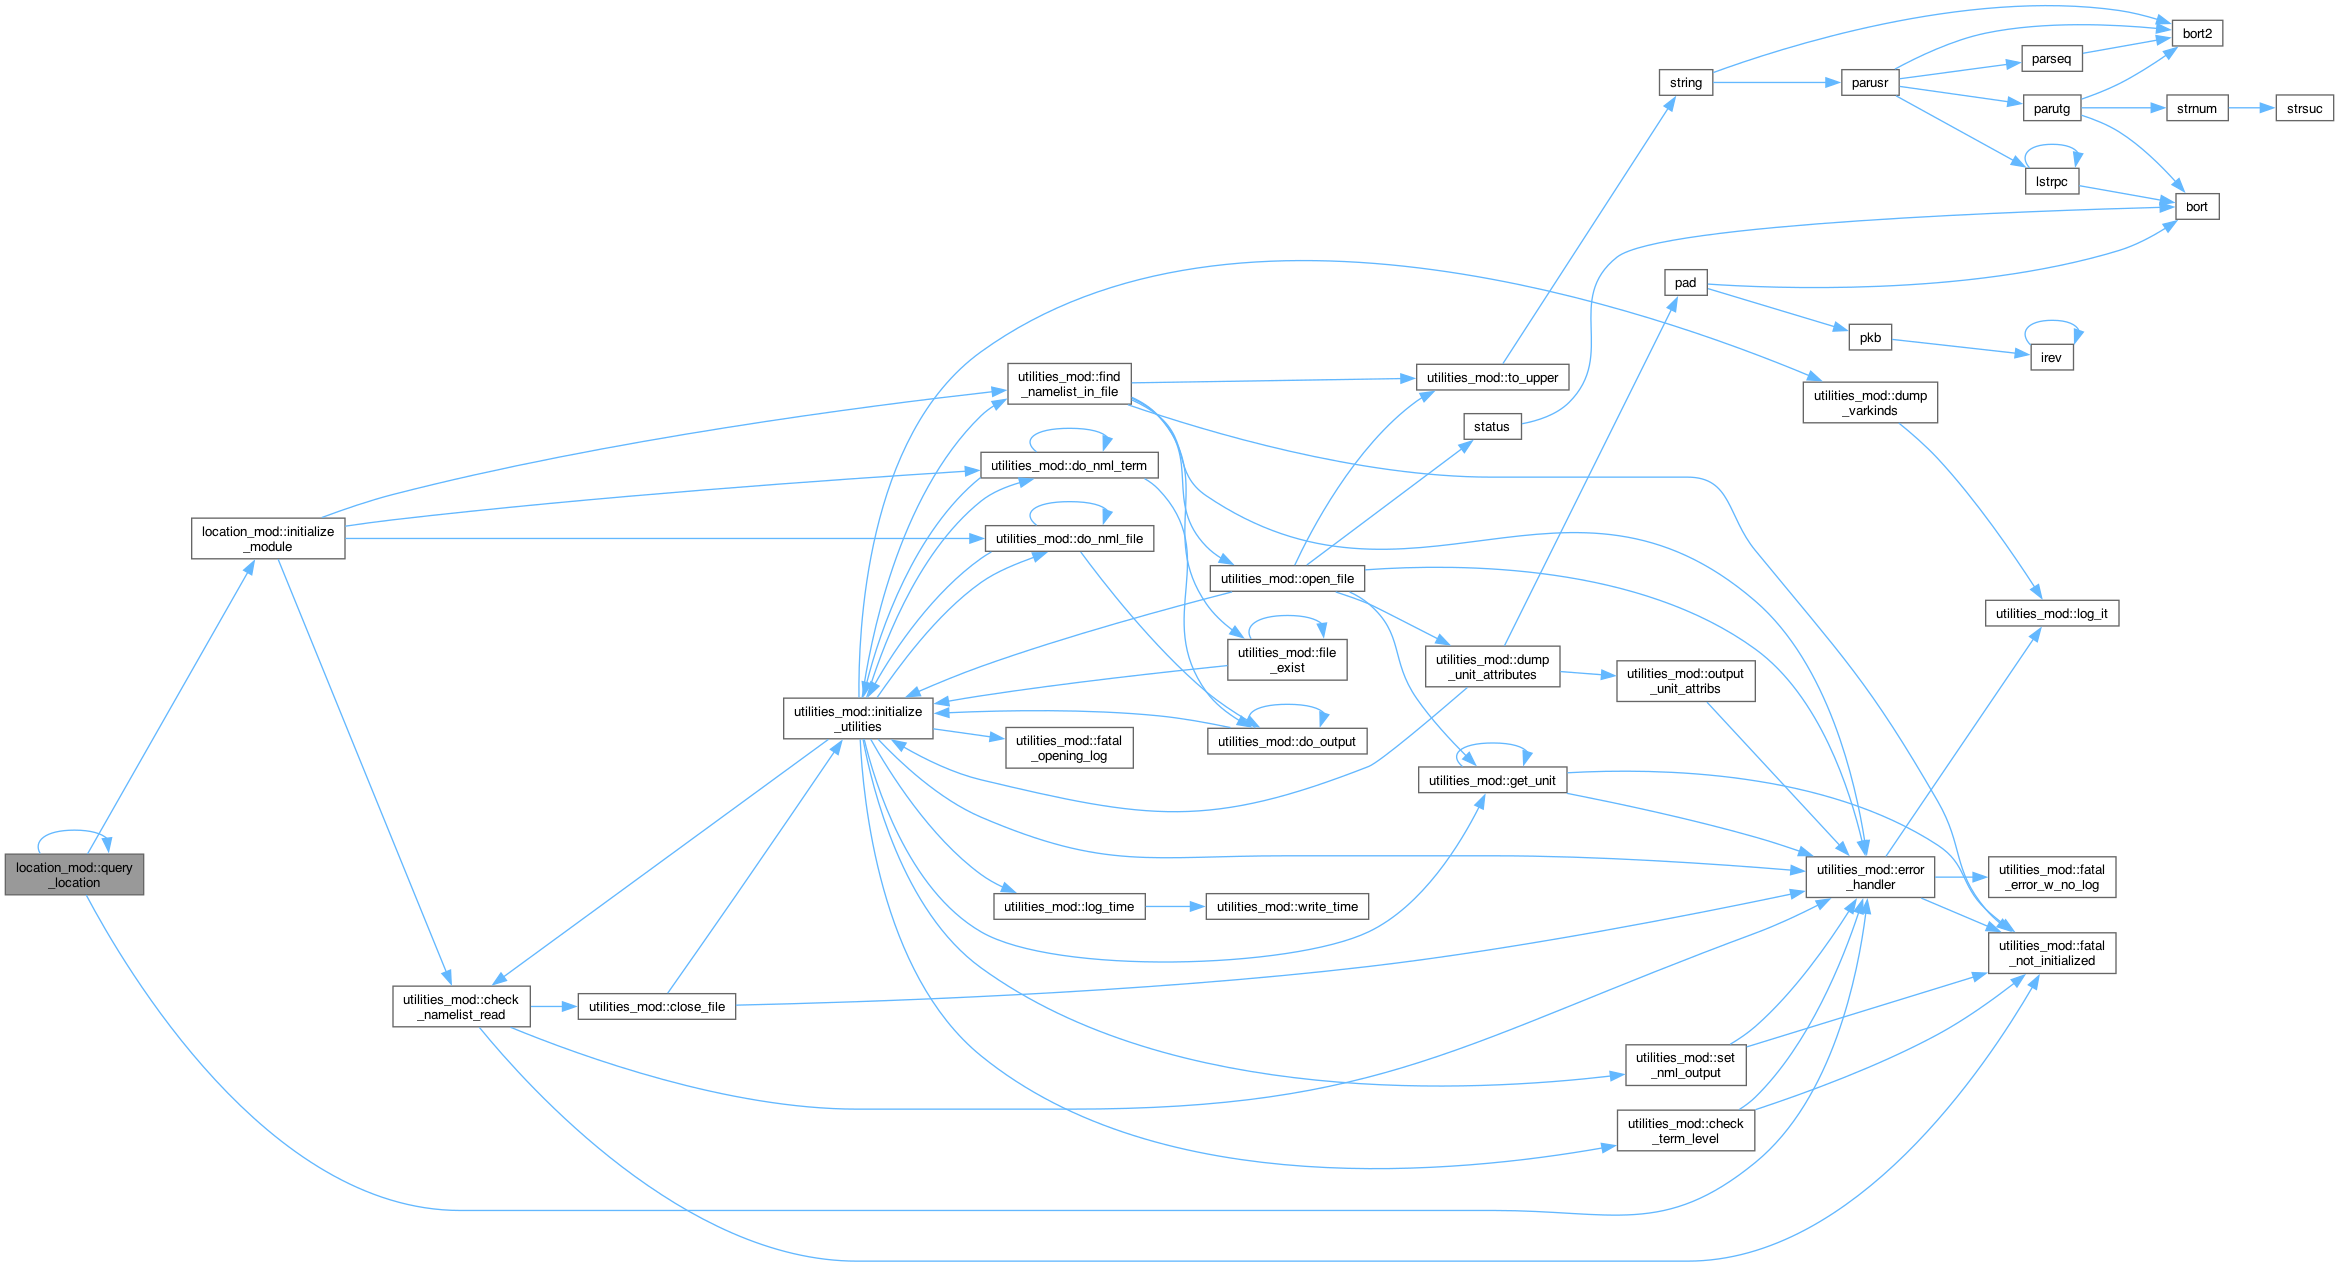 location_mod::query
_location
location_mod::initialize
_module
utilities_mod::check
_namelist_read
utilities_mod::close_file
utilities_mod::initialize
_utilities
utilities_mod::find
_namelist_in_file
utilities_mod::do_nml_term
utilities_mod::do_nml_file
utilities_mod::fatal
_opening_log
utilities_mod::log_time
utilities_mod::open_file
utilities_mod::file
_exist
utilities_mod::do_output
utilities_mod::write_time
utilities_mod::to_upper
status
utilities_mod::dump
_unit_attributes
utilities_mod::get_unit
string
pad
utilities_mod::output
_unit_attribs
utilities_mod::set
_nml_output
utilities_mod::check
_term_level
parusr
pkb
utilities_mod::dump
_varkinds
utilities_mod::error
_handler
parseq
parutg
lstrpc
irev
utilities_mod::log_it
utilities_mod::fatal
_error_w_no_log
utilities_mod::fatal
_not_initialized
bort2
strnum
bort
strsuc